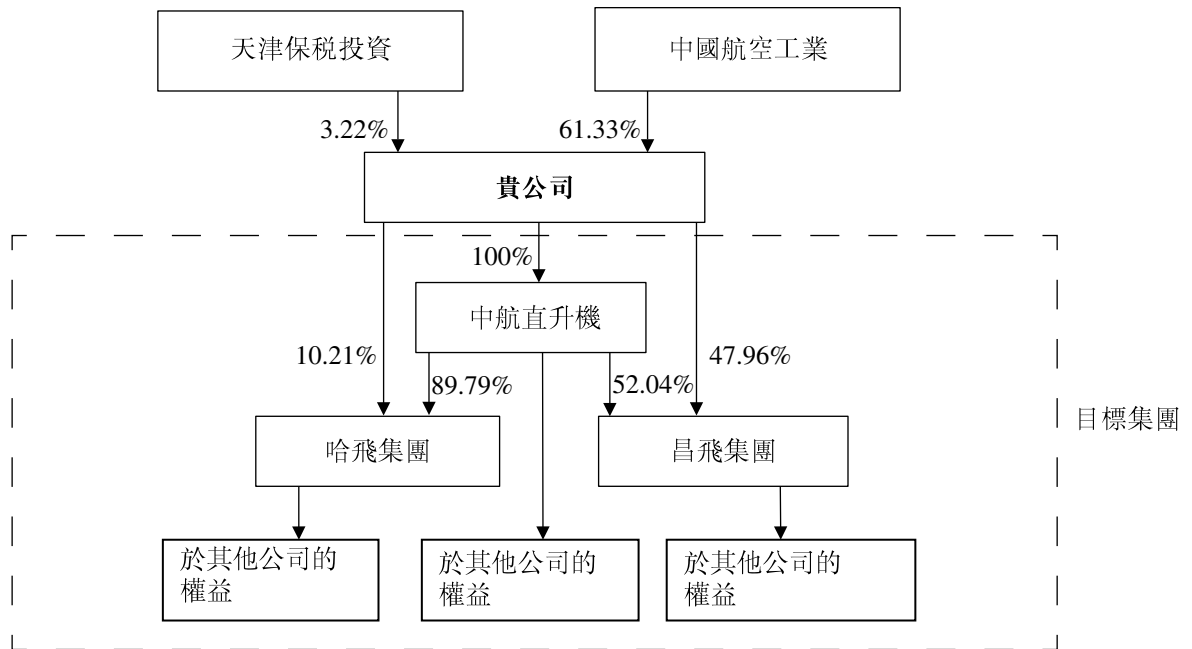 天津保税投資
中國航空工業
3.22%
61.33%
貴公司
100%
中航直升機
10.21%
89.79%
52.04%
47.96%
哈飛集團
昌飛集團
目標集團
於其他公司的
權益
於其他公司的
權益
於其他公司的
權益